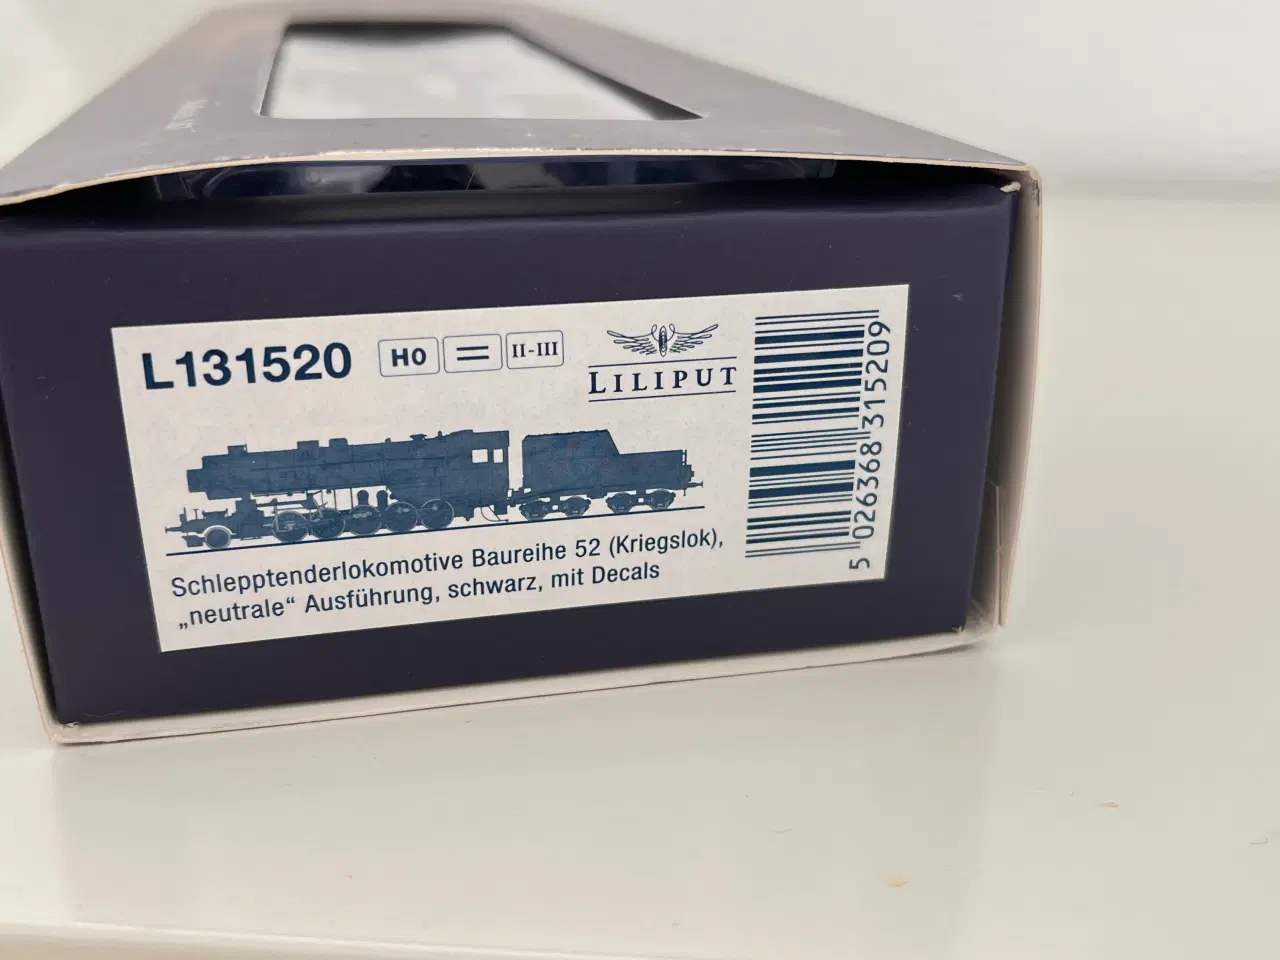 L131520
H0
II-III
LILIPUT
Schlepptenderlokomotive Baureihe 52 (Kriegslok),
„neutrale“ Ausführung, schwarz, mit Decals
5 026368 315209